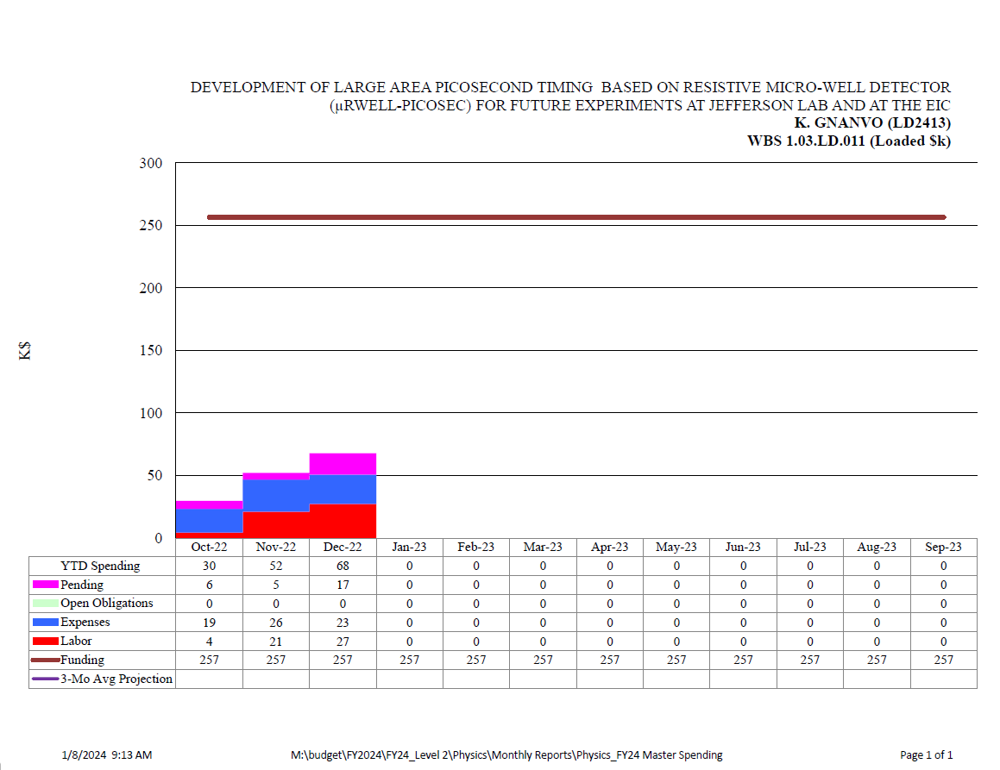 DEVELOPMENT OF LARGE AREA PICOSECOND TIMING  BASED ON RESISTIVE MICRO-WELL DETECTOR
(µRWELL-PICOSEC) FOR FUTURE EXPERIMENTS AT JEFFERSON LAB AND AT THE EIC
K. GNANVO (LD2413)
WBS 1.03.LD.011 (Loaded $k)
300
250
200
150
100
50
0
K$
Oct-22 Nov-22 Dec-22 Jan-23 Feb-23 Mar-23 Apr-23 May-23 Jun-23 Jul-23 Aug-23 Sep-23
YTD Spending 30 52 68 0 0 0 0 0 0 0 0 0
Pending 6 5 17 0 0 0 0 0 0 0 0 0
Open Obligations 0 0 0 0 0 0 0 0 0 0 0 0
Expenses 19 26 23 0 0 0 0 0 0 0 0 0
Labor 4 21 27 0 0 0 0 0 0 0 0 0
Funding 257 257 257 257 257 257 257 257 257 257 257 257
3-Mo Avg Projection
1/8/2024  9:13 AM M:\budget\FY2024\FY24_Level 2\Physics\Monthly Reports\Physics_FY24 Master Spending Page 1 of 1